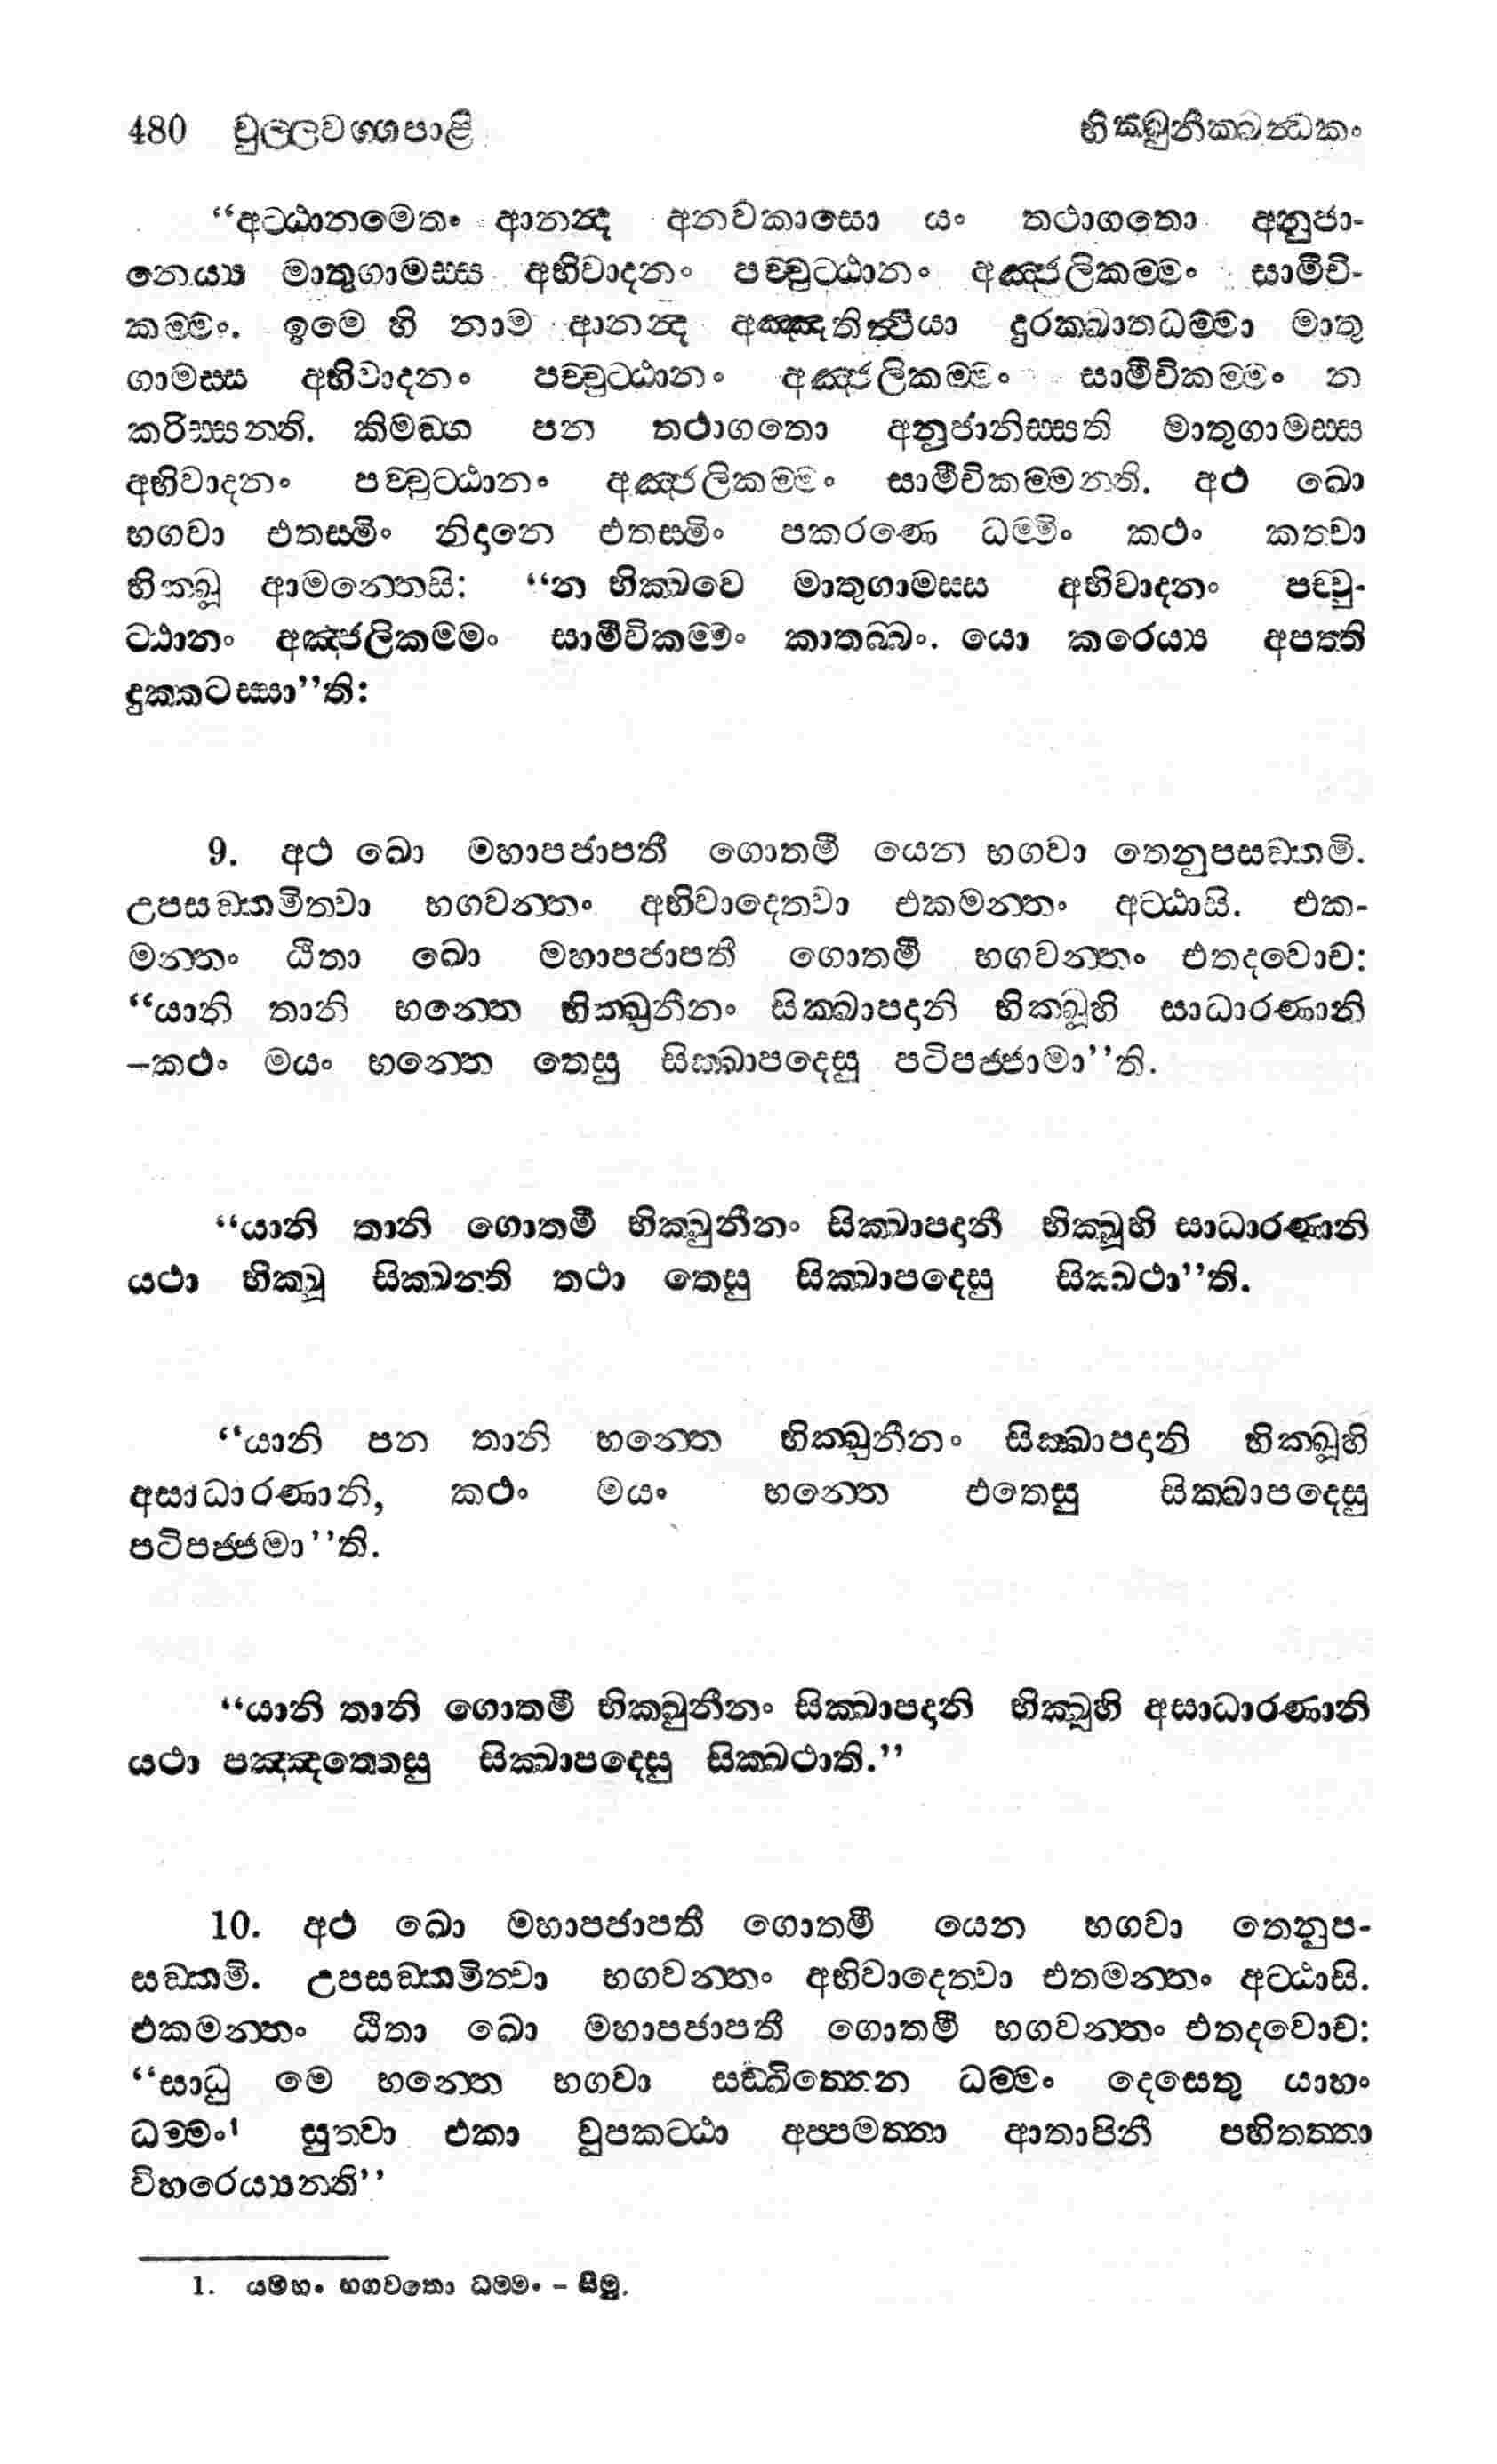 480 චුල්ලවග්ගපාළි භික්ඛුනීක්ඛන්ධකං
“අට්ඨානමෙතං ආනන්ද අනවකාසො යං තථාගතො අනුජා-
නෙය්‍ය මාතුගාමස්ස අභිවාදනං පච්චුට්ඨානං අඤ්ජලිකම්මං සාමීචි-
කම්මං. ඉමෙ හි නාම ආනන්ද අඤ්ඤතිත්ථියා දුරක්ඛාතධම්මා මාතු
ගාමස්ස අභිවාදනං පච්චුට්ඨානං අඤ්ජලිකම්මං සාමීචිකම්මං න
කරිස්සන්ති. කිමඞ්ග පන තථාගතො අනුජානිස්සති මාතුගාමස්ස
අභිවාදනං පච්චුට්ඨානං අඤ්ජලිකම්මං සාමීචිකම්මන්ති. අථ ඛො
භගවා එතස්මිං නිදානෙ එතස්මිං පකරණෙ ධම්මිං කථං කත්වා
භික්ඛූ ආමන්තෙසි: “න භික්ඛවෙ මාතුගාමස්ස අභිවාදනං පච්චු-
ට්ඨානං අඤ්ජලිකම්මං සාමීචිකම්මං කාතබ්බං. යො කරෙය්‍ය අපත්ති
දුක්කටස්සා”ති:
9. අථ ඛො මහාපජාපතී ගොතමී යෙන භගවා තෙනුපසඞ්කමි.
උපසඞ්කමිත්වා භගවන්තං අභිවාදෙත්වා එකමන්තං අට්ඨාසි. එක-
මන්තං ඨිතා ඛො මහාපජාපතී ගොතමී භගවන්තං එතදවොච:
“යානි තානි භන්තෙ භික්ඛුනීනං සික්ඛාපදානි භික්ඛූහි සාධාරණානි
–කථං මයං භන්තෙ තෙසු සික්ඛාපදෙසු පටිපජ්ජාමා”ති.
“යානි තානි ගොතමී භික්ඛුනීනං සික්ඛාපදානී භික්ඛූහි සාධාරණානි
යථා භික්ඛූ සික්ඛන්ති තථා තෙසු සික්ඛාපදෙසු සික්ඛථා”ති.
“යානි පන තානි භන්තෙ භික්ඛුනීනං සික්ඛාපදානි භික්ඛූහි
අසාධාරණානි, කථං මයං භන්තෙ එතෙසු සික්ඛාපදෙසු
පටිපජ්ජමා”ති.
“යානි තානි ගොතමී භික්ඛුනීනං සික්ඛාපදානි භික්ඛූහි අසාධාරණානි
යථා පඤ්ඤත්තෙසු සික්ඛාපදෙසු සික්ඛථාති.”
10. අථ ඛො මහාපජාපතී ගොතමී යෙන භගවා තෙනුප-
සඞ්කමි. උපසඞ්කමිත්වා භගවන්තං අභිවාදෙත්වා එතමන්තං අට්ඨාසි.
එකමන්තං ඨිතා ඛො මහාපජාපතී ගොතමී භගවන්තං එතදවොච:
“සාධු මෙ භන්තෙ භගවා සඞ්ඛිත්තෙන ධම්මං දෙසෙතු යාහං
ධම්මං¹ සුත්වා එකා වූපකට්ඨා අප්පමත්තා ආතාපිනී පහිතත්තා
විහරෙය්‍යන්ති”
1. යමහං භගවතො ධම්මං – සීමු.